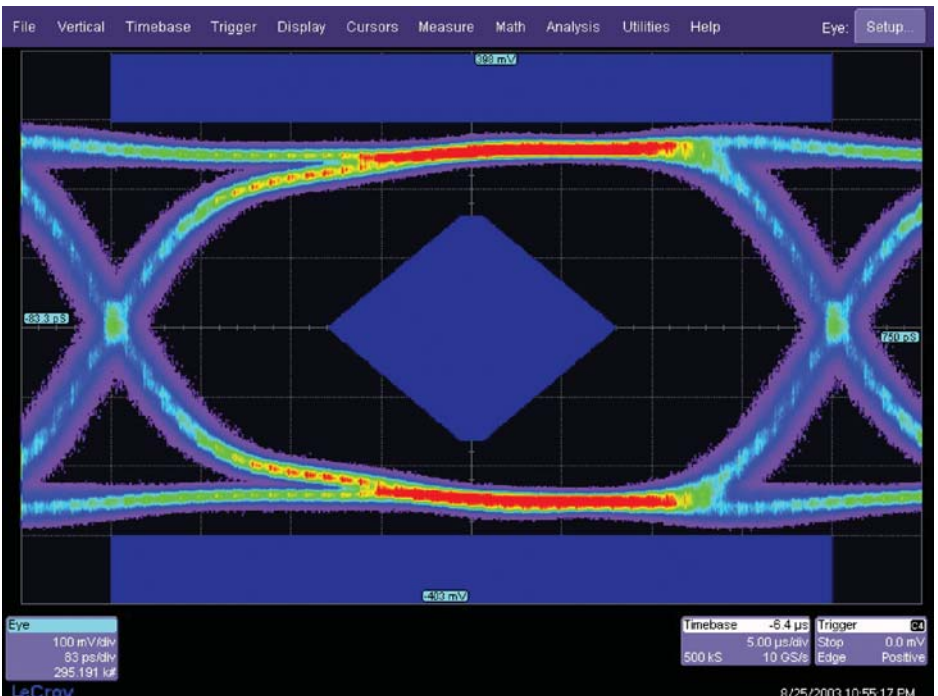 File Vertical Timebase Trigger Display Cursors Measure Math Analysis Utilities Help Eye: Setup...
398 mV
-83.3 pS
750 pS
-403 mV
Eye
100 mV/div
83 ps/div
295.191 k#
Timebase -6.4 µs
5.00 µs/div
500 kS 10 GS/s
Trigger C4
Stop 0.0 mV
Edge Positive
LeCroy
8/25/2003 10:55:17 PM